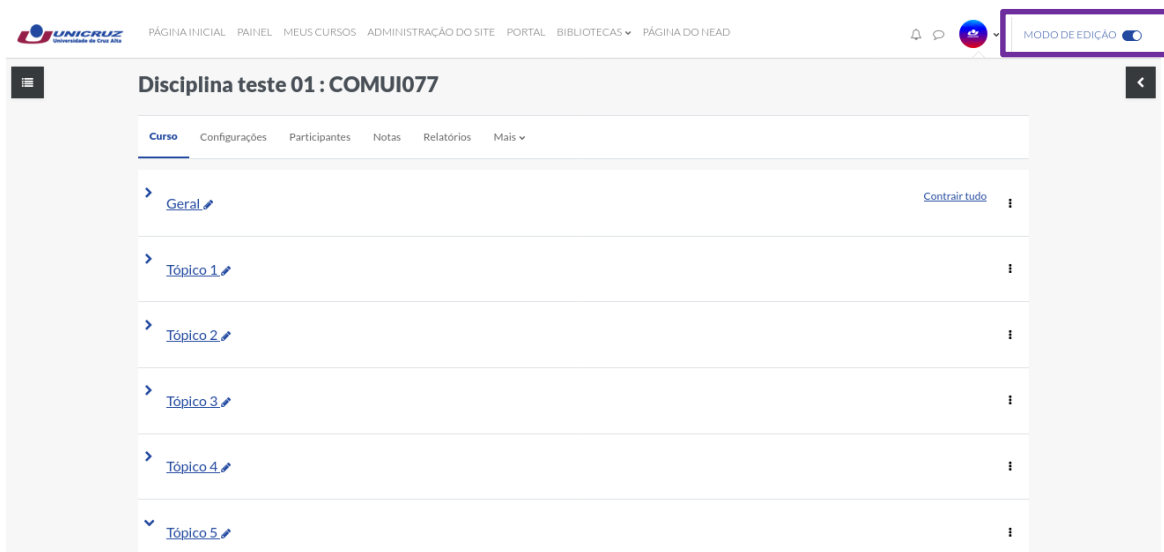 UNICRUZ
Universidade de Cruz Alta
PÁGINA INICIAL PAINEL MEUS CURSOS ADMINISTRAÇÃO DO SITE PORTAL BIBLIOTECAS PÁGINA DO NEAD
MODO DE EDIÇÃO
Disciplina teste 01 : COMUI077
Curso Configurações Participantes Notas Relatórios Mais
Contrair tudo
Geral
Tópico 1
Tópico 2
Tópico 3
Tópico 4
Tópico 5